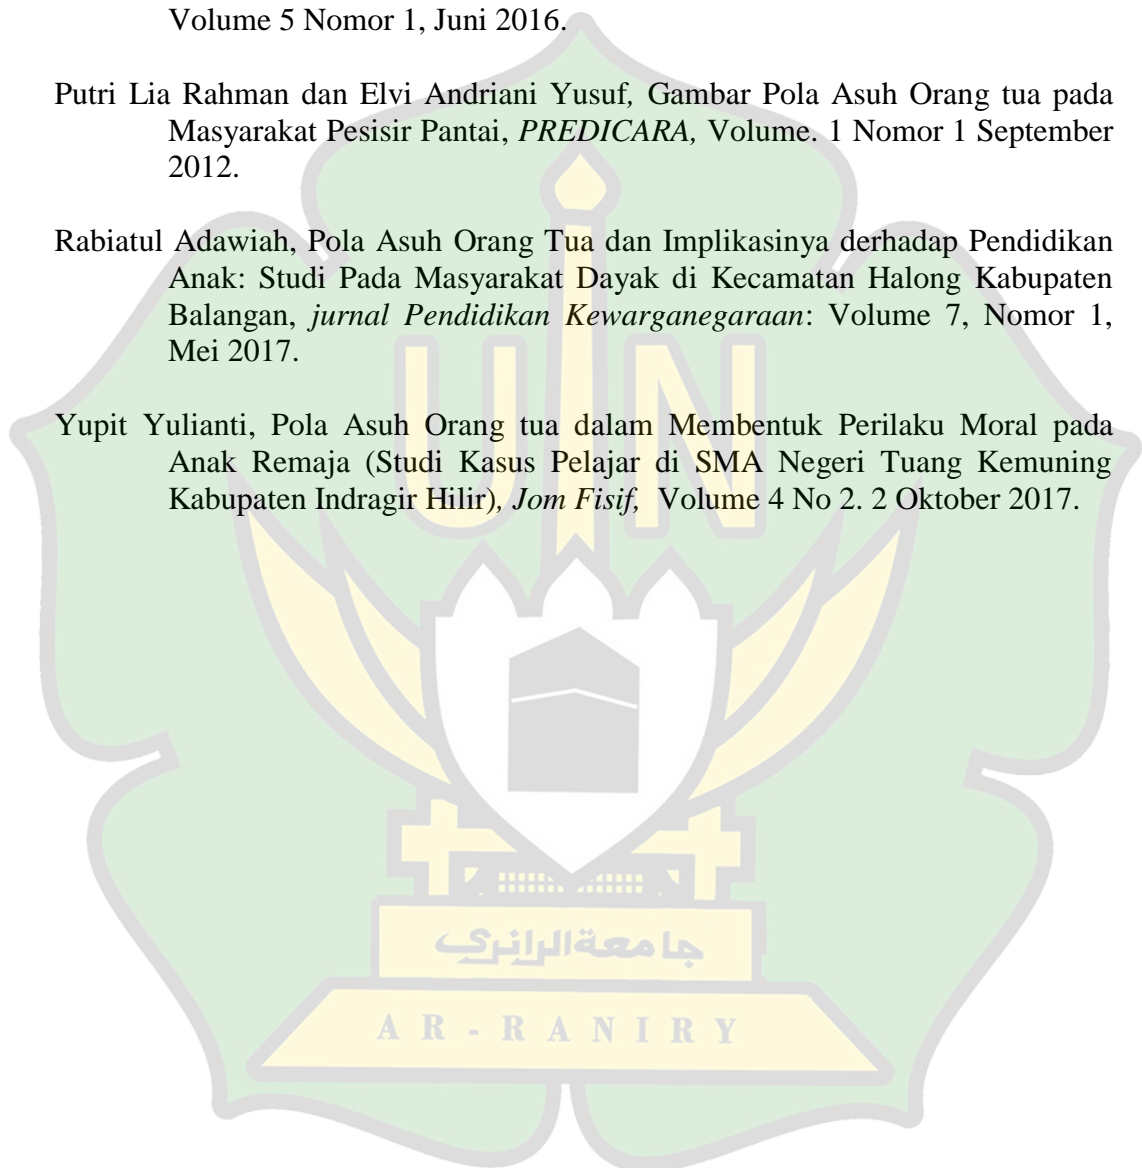 Volume 5 Nomor 1, Juni 2016.
Putri Lia Rahman dan Elvi Andriani Yusuf, Gambar Pola Asuh Orang tua pada
Masyarakat Pesisir Pantai, PREDICARA, Volume. 1 Nomor 1 September
2012.
Rabiatul Adawiah, Pola Asuh Orang Tua dan Implikasinya derhadap Pendidikan
Anak: Studi Pada Masyarakat Dayak di Kecamatan Halong Kabupaten
Balangan, jurnal Pendidikan Kewarganegaraan: Volume 7, Nomor 1,
Mei 2017.
Yupit Yulianti, Pola Asuh Orang tua dalam Membentuk Perilaku Moral pada
Anak Remaja (Studi Kasus Pelajar di SMA Negeri Tuang Kemuning
Kabupaten Indragir Hilir), Jom Fisif, Volume 4 No 2. 2 Oktober 2017.
UIN
جامعة الرانري
AR-RANIRY